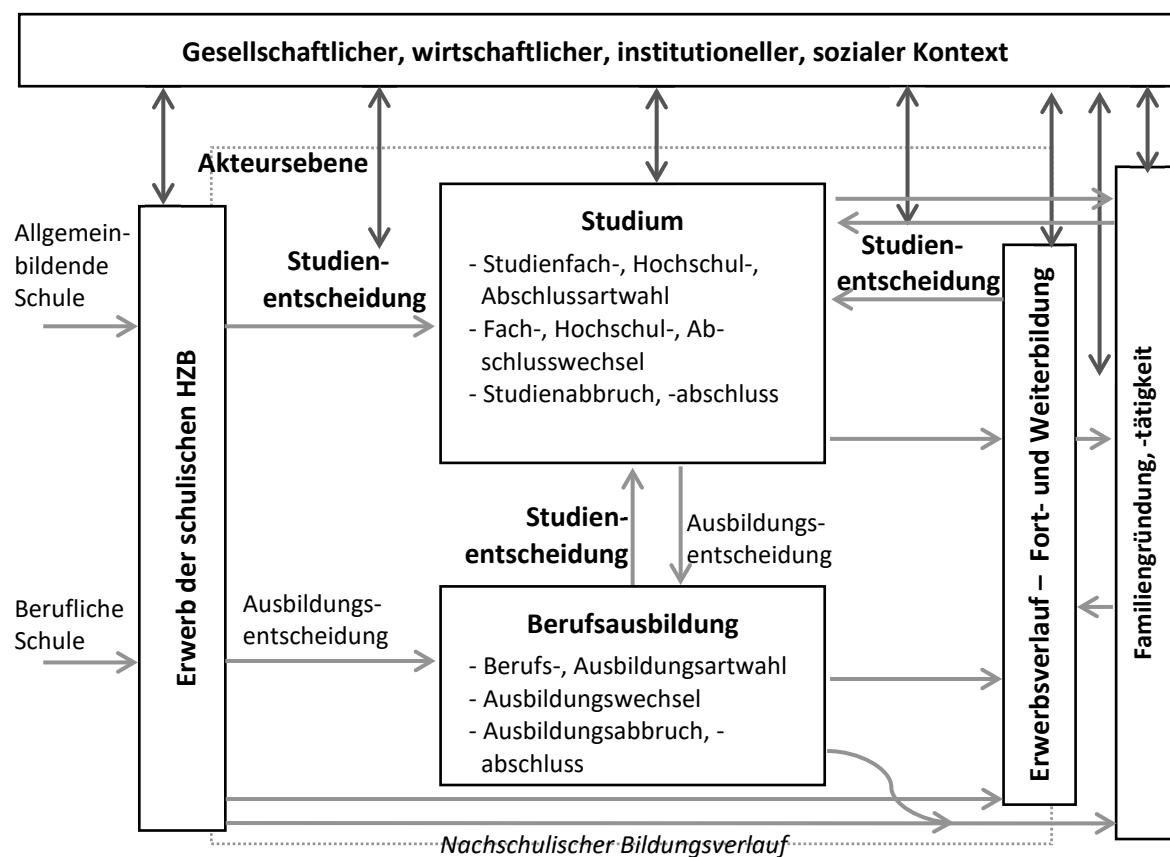 Gesellschaftlicher, wirtschaftlicher, institutioneller, sozialer Kontext
Akteursebene
Allgemein-
bildende
Schule
Berufliche
Schule
Erwerb der schulischen HZB
Studien-
entscheidung
Ausbildungs-
entscheidung
Studium
- Studienfach-, Hochschul-,
Abschlussartwahl
- Fach-, Hochschul-, Ab-
schlusswechsel
- Studienabbruch, -abschluss
Studien-
entscheidung
Ausbildungs-
entscheidung
Berufsausbildung
- Berufs-, Ausbildungsartwahl
- Ausbildungswechsel
- Ausbildungsabbruch, -
abschluss
Studien-
entscheidung
Erwerbsverlauf – Fort- und Weiterbildung
Familiengründung, -tätigkeit
Nachschulischer Bildungsverlauf